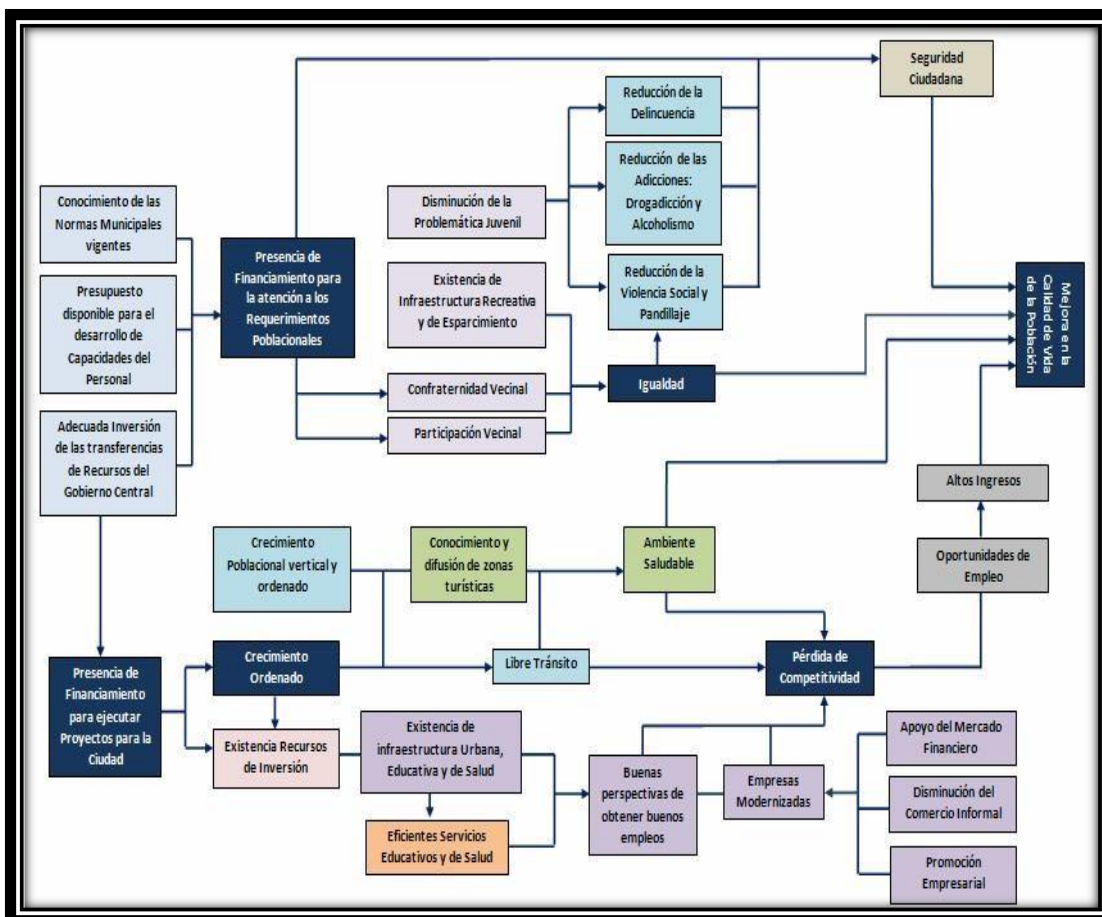 Seguridad
Ciudadana
Reducción de la
Delincuencia
Reducción de las
Adicciones:
Drogadicción y
Alcoholismo
Reducción de la
Violencia Social y
Pandillaje
Disminución de la
Problemática Juvenil
Existencia de
Infraestructura Recreativa
y de Esparcimiento
Confraternidad Vecinal
Participación Vecinal
Conocimiento de las
Normas Municipales
vigentes
Presupuesto
disponible para el
desarrollo de
Capacidades del
Personal
Adecuada Inversión
de las transferencias
de Recursos del
Gobierno Central
Presencia de
Financiamiento para
la atención a los
Requerimientos
Poblacionales
Igualdad
Mejora en la
Calidad de Vida
de la Población
Altos Ingresos
Oportunidades de
Empleo
Crecimiento
Poblacional vertical y
ordenado
Conocimiento y
difusión de zonas
turísticas
Ambiente
Saludable
Presencia de
Financiamiento
para ejecutar
Proyectos para la
Ciudad
Crecimiento
Ordenado
Libre Tránsito
Pérdida de
Competitividad
Existencia Recursos
de Inversión
Existencia de
infraestructura Urbana,
Educativa y de Salud
Eficientes Servicios
Educativos y de Salud
Buenas
perspectivas de
obtener buenos
empleos
Empresas
Modernizadas
Apoyo del Mercado
Financiero
Disminución del
Comercio Informal
Promoción
Empresarial